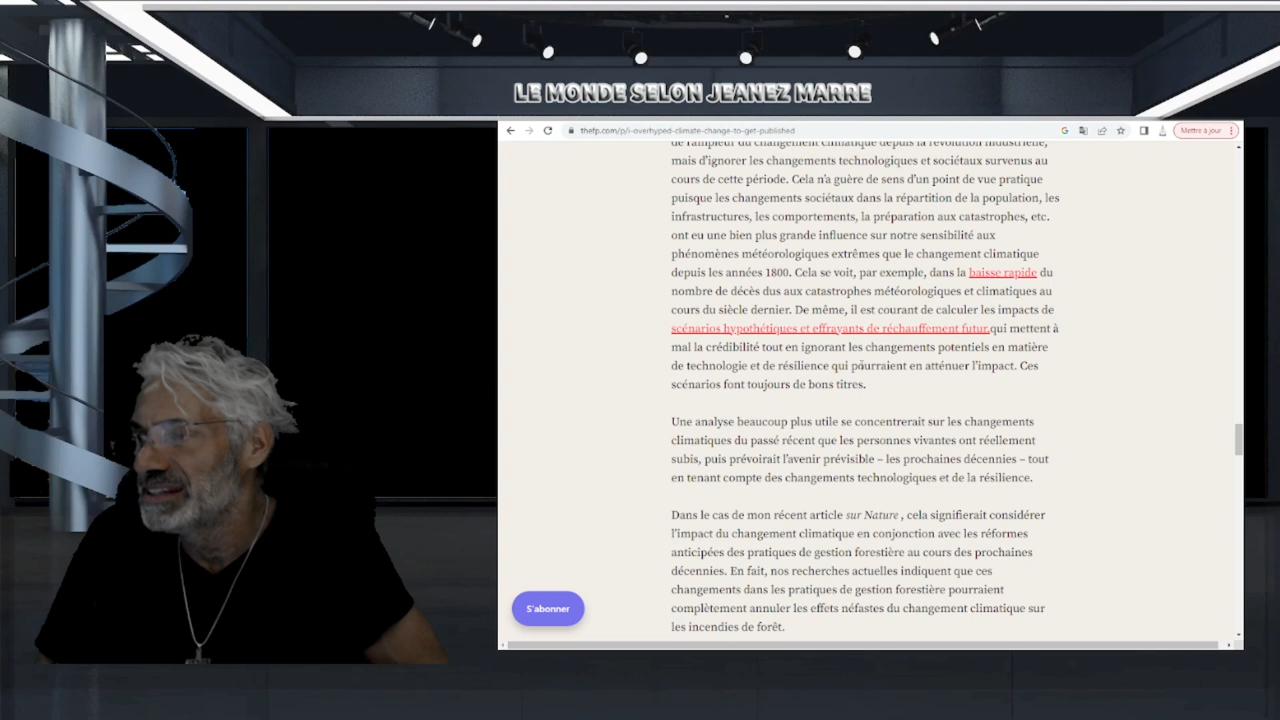 LE MONDE SELON JEANEZ MARRE
thefp.com/p/i-overhyped-climate-change-to-get-published
Mettre à jour
de l'ampleur du changement climatique depuis la révolution industrielle,
mais d'ignorer les changements technologiques et sociétaux survenus au
cours de cette période. Cela n'a guère de sens d'un point de vue pratique
puisque les changements sociétaux dans la répartition de la population, les
infrastructures, les comportements, la préparation aux catastrophes, etc.
ont eu une bien plus grande influence sur notre sensibilité aux
phénomènes météorologiques extrêmes que le changement climatique
depuis les années 1800. Cela se voit, par exemple, dans la baisse rapide du
nombre de décès dus aux catastrophes météorologiques et climatiques au
cours du siècle dernier. De même, il est courant de calculer les impacts de
scénarios hypothétiques et effrayants de réchauffement futur.qui mettent à
mal la crédibilité tout en ignorant les changements potentiels en matière
de technologie et de résilience qui pourraient en atténuer l'impact. Ces
scénarios font toujours de bons titres.
Une analyse beaucoup plus utile se concentrerait sur les changements
climatiques du passé récent que les personnes vivantes ont réellement
subis, puis prévoirait l'avenir prévisible – les prochaines décennies – tout
en tenant compte des changements technologiques et de la résilience.
Dans le cas de mon récent article sur Nature , cela signifierait considérer
l'impact du changement climatique en conjonction avec les réformes
anticipées des pratiques de gestion forestière au cours des prochaines
décennies. En fait, nos recherches actuelles indiquent que ces
changements dans les pratiques de gestion forestière pourraient
complètement annuler les effets néfastes du changement climatique sur
les incendies de forêt.
S'abonner